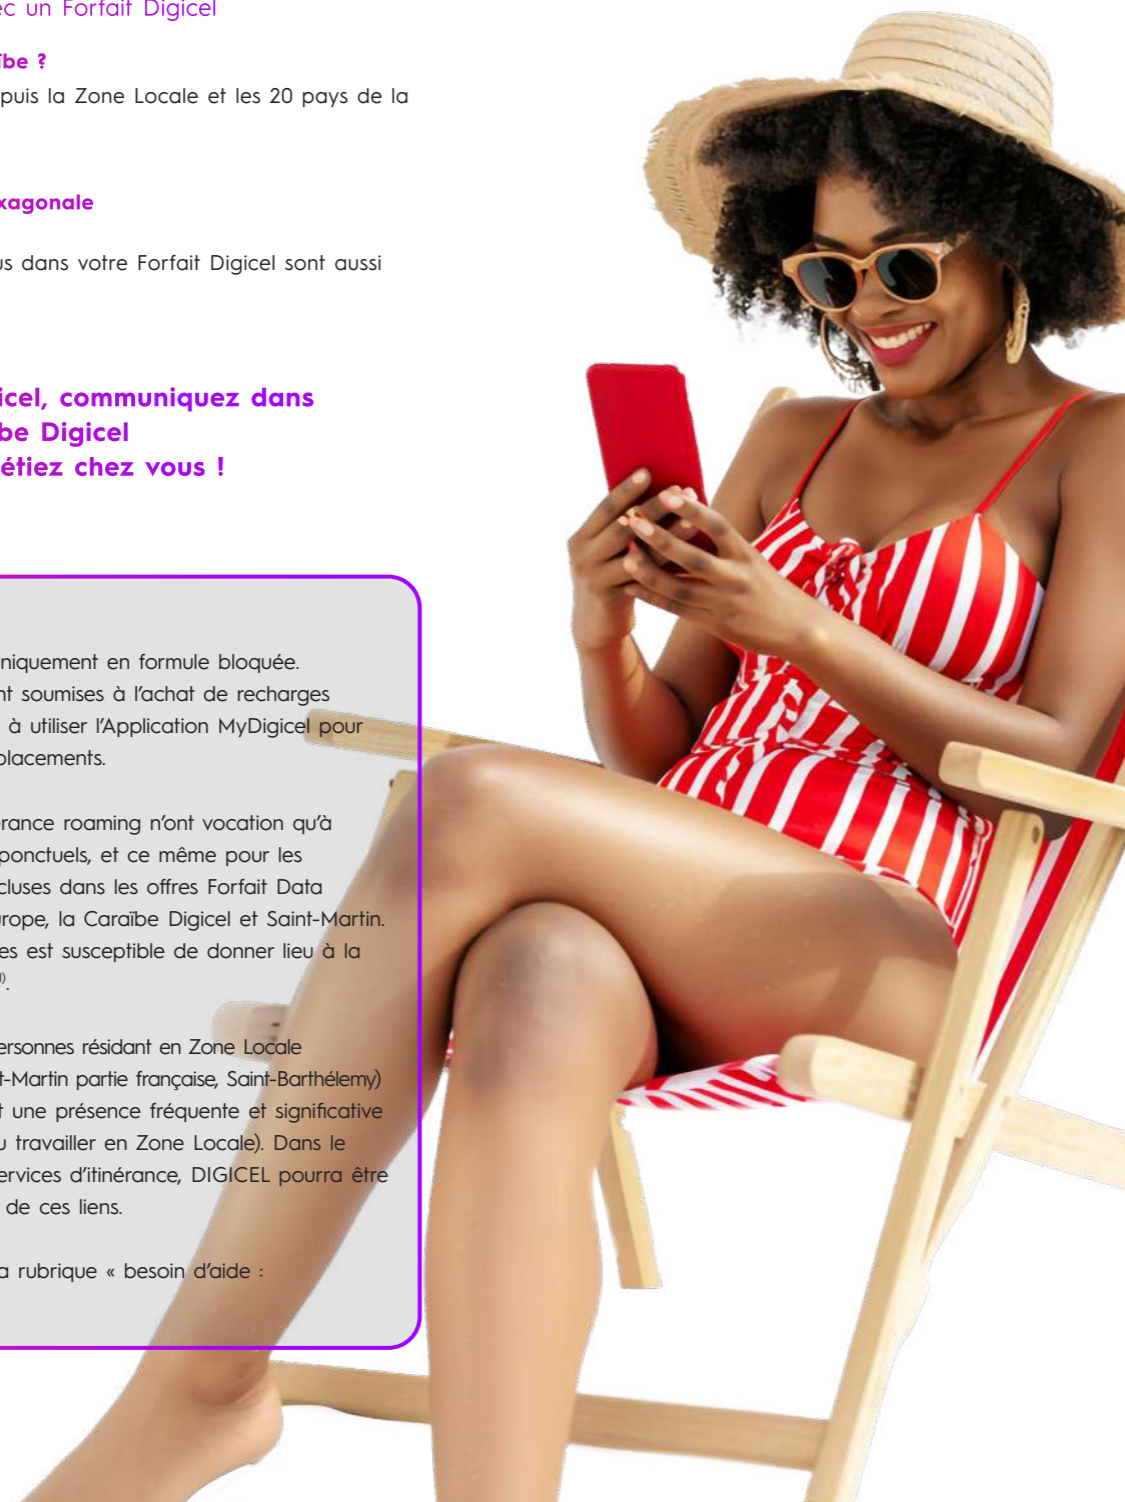 un Forfait Digicel
?
puis la Zone Locale et les 20 pays de la
xagonale
dans votre Forfait Digicel sont aussi
icel, communiquez dans
be Digicel
étiez chez vous !
niquement en formule bloquée.
nt soumises à l’achat de recharges
à utiliser l’Application MyDigicel pour
placements.
rance roaming n’ont vocation qu’à
ponctuels, et ce même pour les
cluses dans les offres Forfait Data
urope, la Caraïbe Digicel et Saint-Martin.
es est susceptible de donner lieu à la
ersonnes résidant en Zone Locale
t-Martin partie française, Saint-Barthélemy)
t une présence fréquente et significative
u travailler en Zone Locale). Dans le
ervices d’itinérance, DIGICEL pourra être
de ces liens.
a rubrique « besoin d’aide :